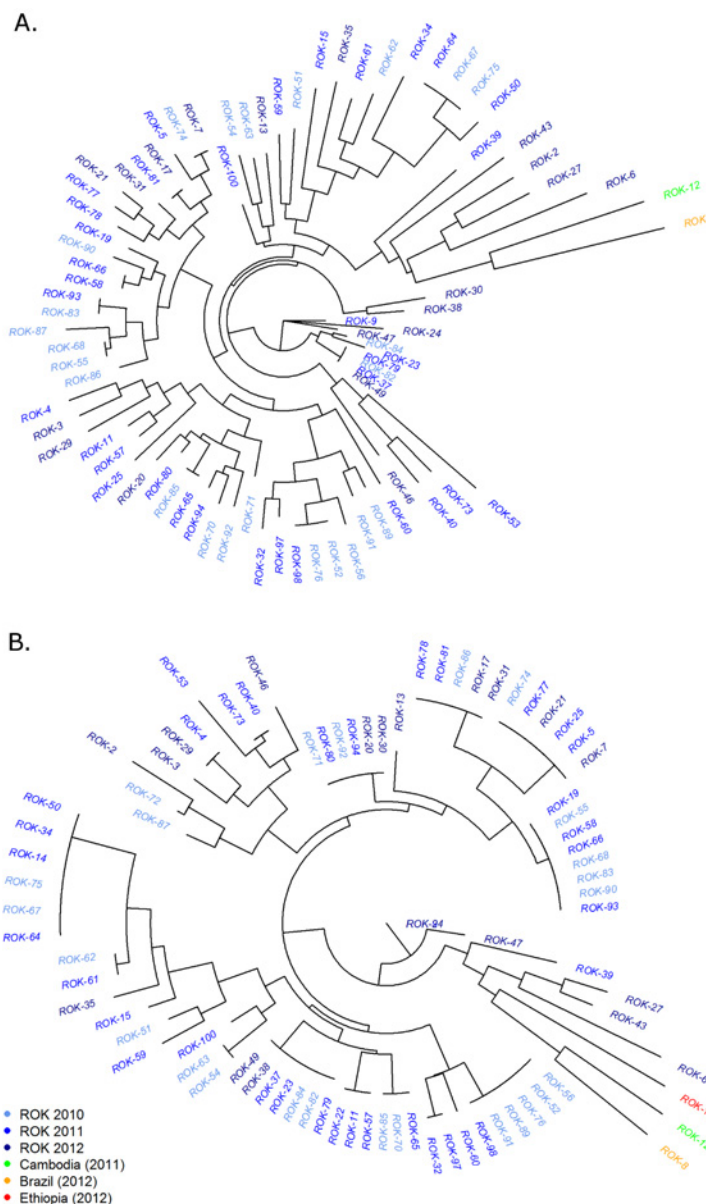 A.
ROK-15
ROK-35
ROK-61
ROK-62
ROK-34
ROK-64
ROK-67
ROK-75
ROK-50
ROK-51
ROK-59
ROK-13
ROK-63
ROK-54
ROK-100
ROK-7
ROK-74
ROK-5
ROK-17
ROK-81
ROK-31
ROK-21
ROK-77
ROK-78
ROK-19
ROK-90
ROK-66
ROK-58
ROK-93
ROK-83
ROK-87
ROK-68
ROK-55
ROK-86
ROK-4
ROK-3
ROK-29
ROK-11
ROK-57
ROK-25
ROK-20
ROK-80
ROK-85
ROK-65
ROK-94
ROK-70
ROK-92
ROK-71
ROK-32
ROK-97
ROK-98
ROK-76
ROK-52
ROK-56
ROK-91
ROK-89
ROK-60
ROK-46
ROK-40
ROK-73
ROK-53
ROK-39
ROK-43
ROK-2
ROK-27
ROK-6
ROK-12
ROK
ROK-30
ROK-38
ROK-9
ROK-24
ROK-47
ROK-84
ROK-23
ROK-79
ROK-82
ROK-37
ROK-49
B.
ROK-53
ROK-46
ROK-40
ROK-73
ROK-4
ROK-29
ROK-3
ROK-2
ROK-72
ROK-87
ROK-71
ROK-80
ROK-92
ROK-94
ROK-20
ROK-30
ROK-13
ROK-78
ROK-81
ROK-86
ROK-17
ROK-31
ROK-74
ROK-77
ROK-21
ROK-25
ROK-5
ROK-7
ROK-19
ROK-55
ROK-58
ROK-66
ROK-68
ROK-83
ROK-90
ROK-93
ROK-50
ROK-34
ROK-14
ROK-75
ROK-67
ROK-64
ROK-62
ROK-61
ROK-35
ROK-15
ROK-51
ROK-59
ROK-100
ROK-63
ROK-54
ROK-49
ROK-38
ROK-37
ROK-23
ROK-84
ROK-82
ROK-79
ROK-22
ROK-11
ROK-57
ROK-85
ROK-70
ROK-65
ROK-32
ROK-97
ROK-60
ROK-98
ROK-91
ROK-89
ROK-76
ROK-52
ROK-56
ROK-47
ROK-39
ROK-27
ROK-43
ROK-6
ROK-1
ROK-12
ROK-8
ROK 2010
ROK 2011
ROK 2012
Cambodia (2011)
Brazil (2012)
Ethiopia (2012)